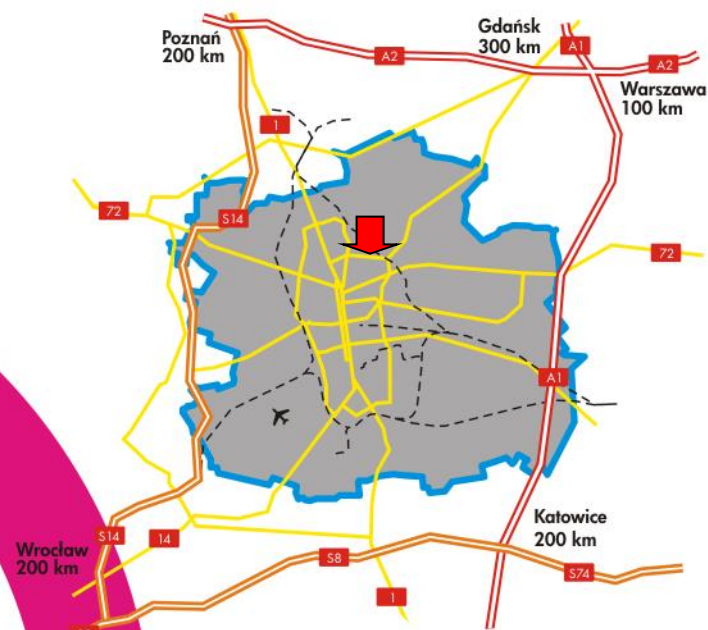 Poznań
200 km
Gdańsk
300 km
A1
A2
A2
Warszawa
100 km
1
72
S14
72
A1
S14
14
Wrocław
200 km
S8
Katowice
200 km
S74
1